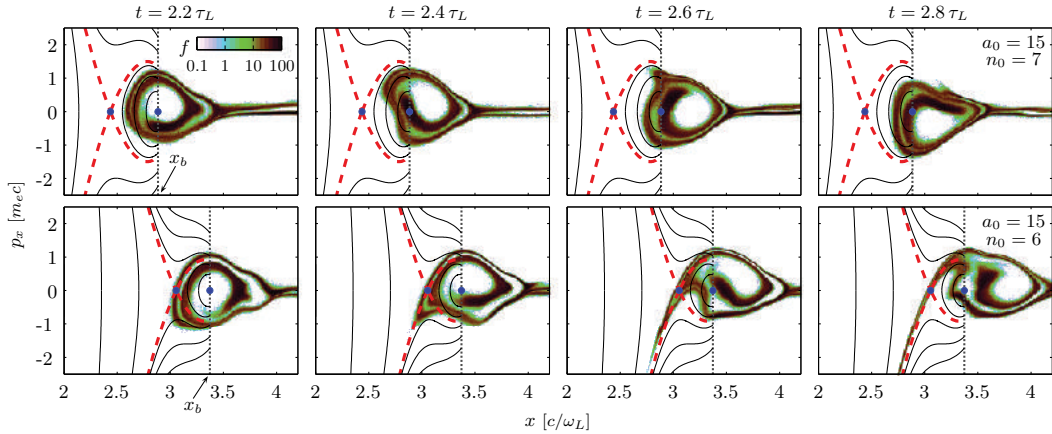 t = 2.2 τ_L t = 2.4 τ_L t = 2.6 τ_L t = 2.8 τ_L
f
0.1 1 10 100
a_0 = 15
n_0 = 7
2
1
0
-1
-2
x_b
p_x [m_e c]
a_0 = 15
n_0 = 6
2
1
0
-1
-2
2 2.5 3 3.5 4 2 2.5 3 3.5 4 2 2.5 3 3.5 4 2 2.5 3 3.5 4
x_b
x [c/ω_L]